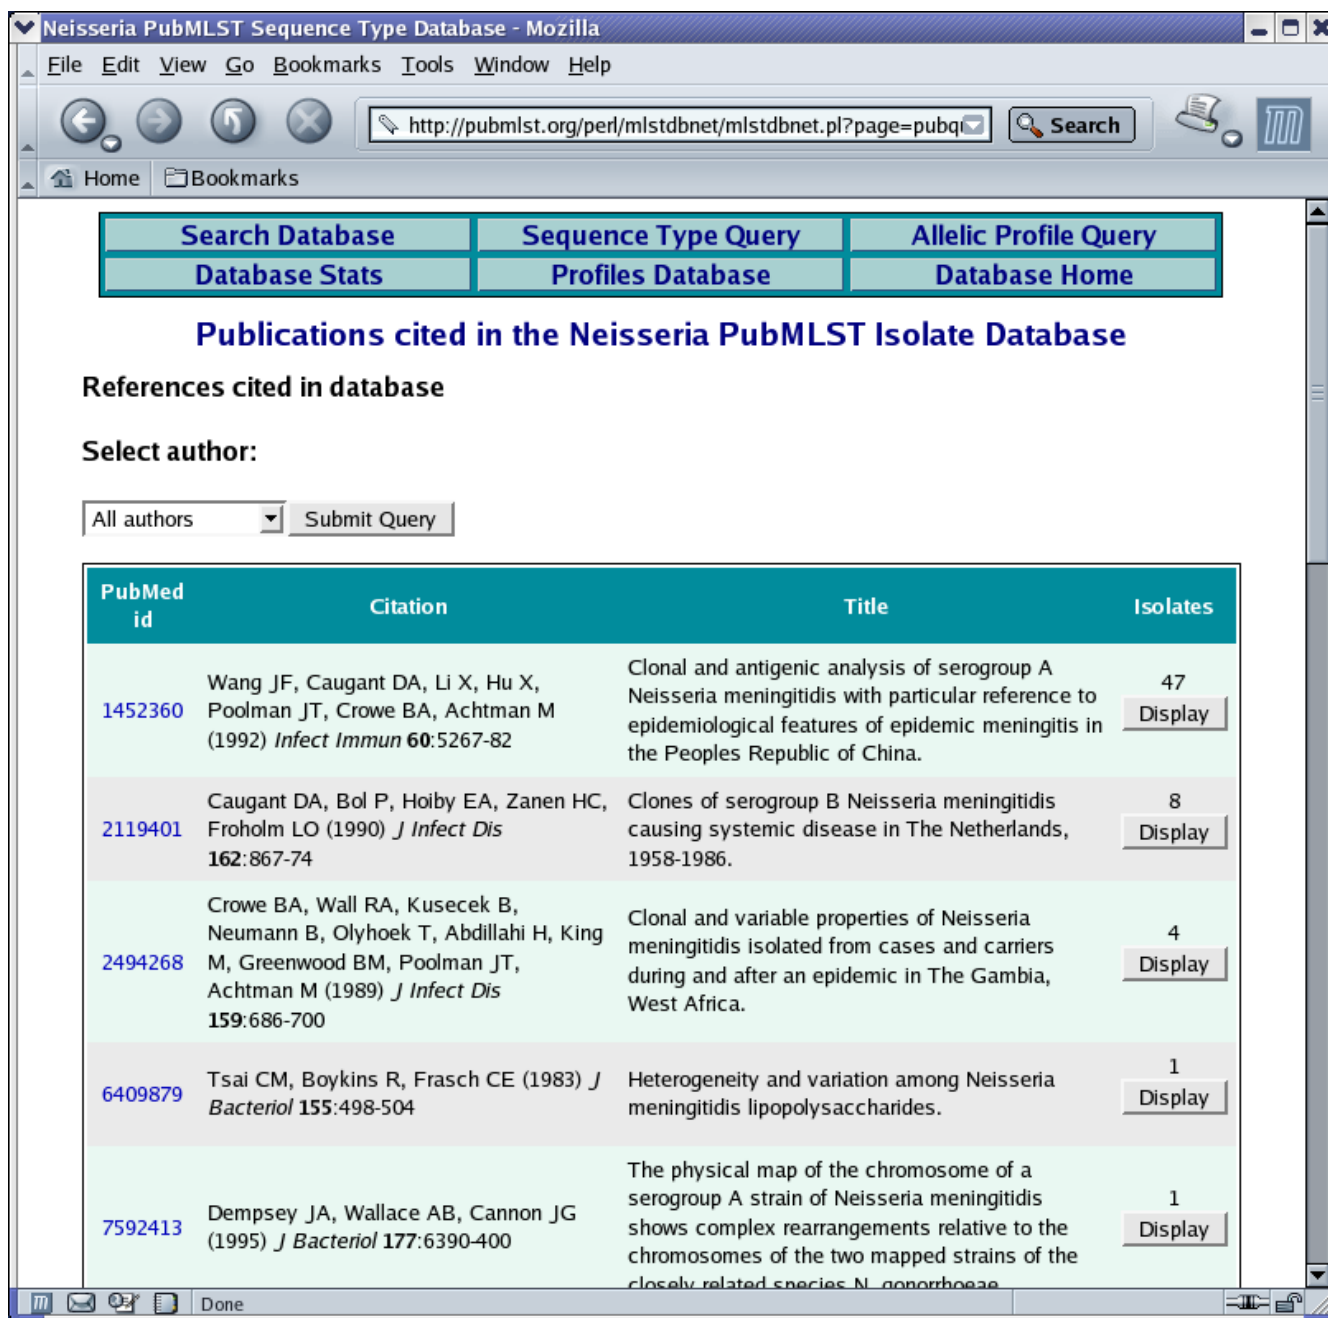 Neisseria PubMLST Sequence Type Database - Mozilla
File Edit View Go Bookmarks Tools Window Help
http://pubmlst.org/perl/mlstdbnet/mlstdbnet.pl?page=pubq Search
Home Bookmarks
Search Database Sequence Type Query Allelic Profile Query
Database Stats Profiles Database Database Home
Publications cited in the Neisseria PubMLST Isolate Database
References cited in database
Select author:
All authors Submit Query
PubMed id Citation Title Isolates
1452360
Wang JF, Caugant DA, Li X, Hu X,
Poolman JT, Crowe BA, Achtman M
(1992) Infect Immun 60:5267-82
Clonal and antigenic analysis of serogroup A
Neisseria meningitidis with particular reference to
epidemiological features of epidemic meningitis in
the Peoples Republic of China.
47
Display
2119401
Caugant DA, Bol P, Hoiby EA, Zanen HC,
Froholm LO (1990) J Infect Dis
162:867-74
Clones of serogroup B Neisseria meningitidis
causing systemic disease in The Netherlands,
1958-1986.
8
Display
2494268
Crowe BA, Wall RA, Kusecek B,
Neumann B, Olyhoek T, Abdillahi H, King
M, Greenwood BM, Poolman JT,
Achtman M (1989) J Infect Dis
159:686-700
Clonal and variable properties of Neisseria
meningitidis isolated from cases and carriers
during and after an epidemic in The Gambia,
West Africa.
4
Display
6409879
Tsai CM, Boykins R, Frasch CE (1983) J
Bacteriol 155:498-504
Heterogeneity and variation among Neisseria
meningitidis lipopolysaccharides.
1
Display
7592413
Dempsey JA, Wallace AB, Cannon JG
(1995) J Bacteriol 177:6390-400
The physical map of the chromosome of a
serogroup A strain of Neisseria meningitidis
shows complex rearrangements relative to the
chromosomes of the two mapped strains of the
closely related species N. gonorrhoeae.
1
Display
Done